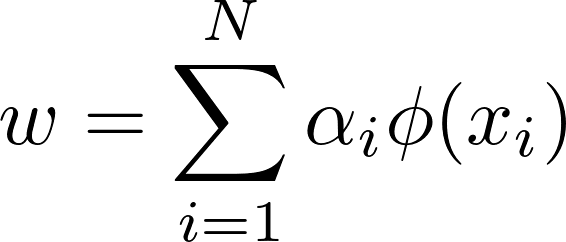 w = \sum_{i=1}^{N} \alpha_i \phi(x_i)